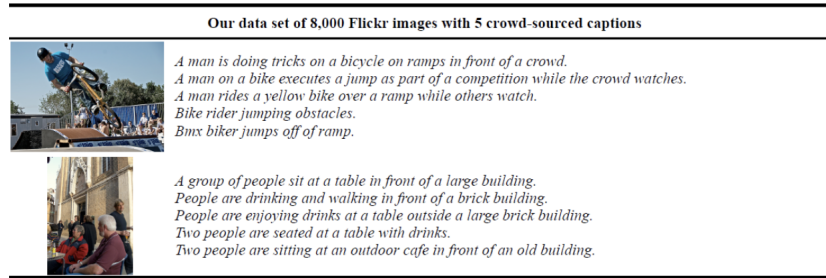 Our data set of 8,000 Flickr images with 5 crowd-sourced captions
A man is doing tricks on a bicycle on ramps in front of a crowd.
A man on a bike executes a jump as part of a competition while the crowd watches.
A man rides a yellow bike over a ramp while others watch.
Bike rider jumping obstacles.
Bmx biker jumps off of ramp.
A group of people sit at a table in front of a large building.
People are drinking and walking in front of a brick building.
People are enjoying drinks at a table outside a large brick building.
Two people are seated at a table with drinks.
Two people are sitting at an outdoor cafe in front of an old building.